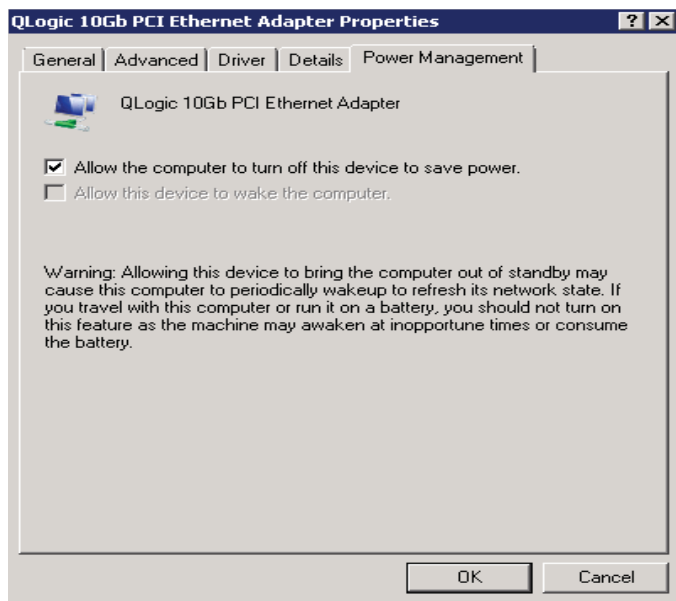 QLogic 10Gb PCI Ethernet Adapter Properties
General Advanced Driver Details Power Management
QLogic 10Gb PCI Ethernet Adapter
Allow the computer to turn off this device to save power.
Allow this device to wake the computer.
Warning: Allowing this device to bring the computer out of standby may
cause this computer to periodically wakeup to refresh its network state. If
you travel with this computer or run it on a battery, you should not turn on
this feature as the machine may awaken at inopportune times or consume
the battery.
OK Cancel